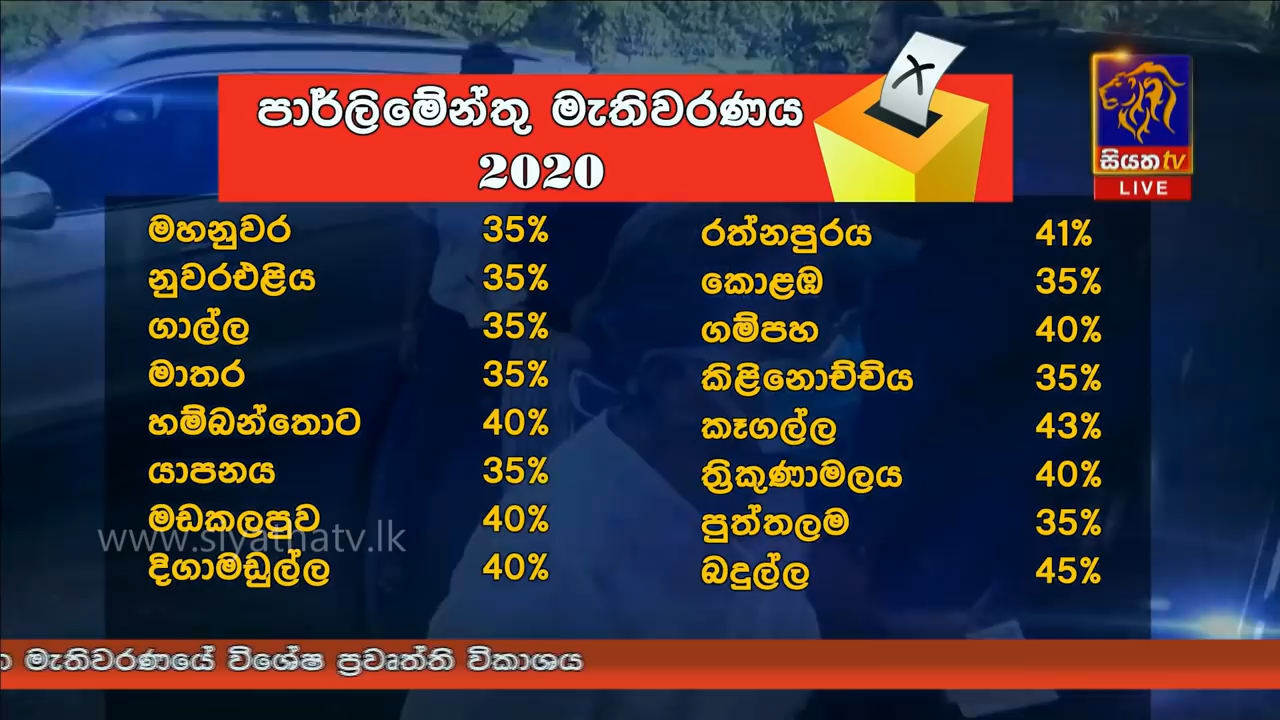 පාර්ලිමේන්තු මැතිවරණය
2020
සියත tv
LIVE
මහනුවර 35%
නුවරඑළිය 35%
ගාල්ල 35%
මාතර 35%
හම්බන්තොට 40%
යාපනය 35%
මඩකලපුව 40%
දිගාමඩුල්ල 40%
රත්නපුරය 41%
කොළඹ 35%
ගම්පහ 40%
කිළිනොච්චිය 35%
කෑගල්ල 43%
ත්‍රිකුණාමලය 40%
පුත්තලම 35%
බදුල්ල 45%
www.siyathatv.lk
මැතිවරණයේ විශේෂ ප්‍රවෘත්ති විකාශය